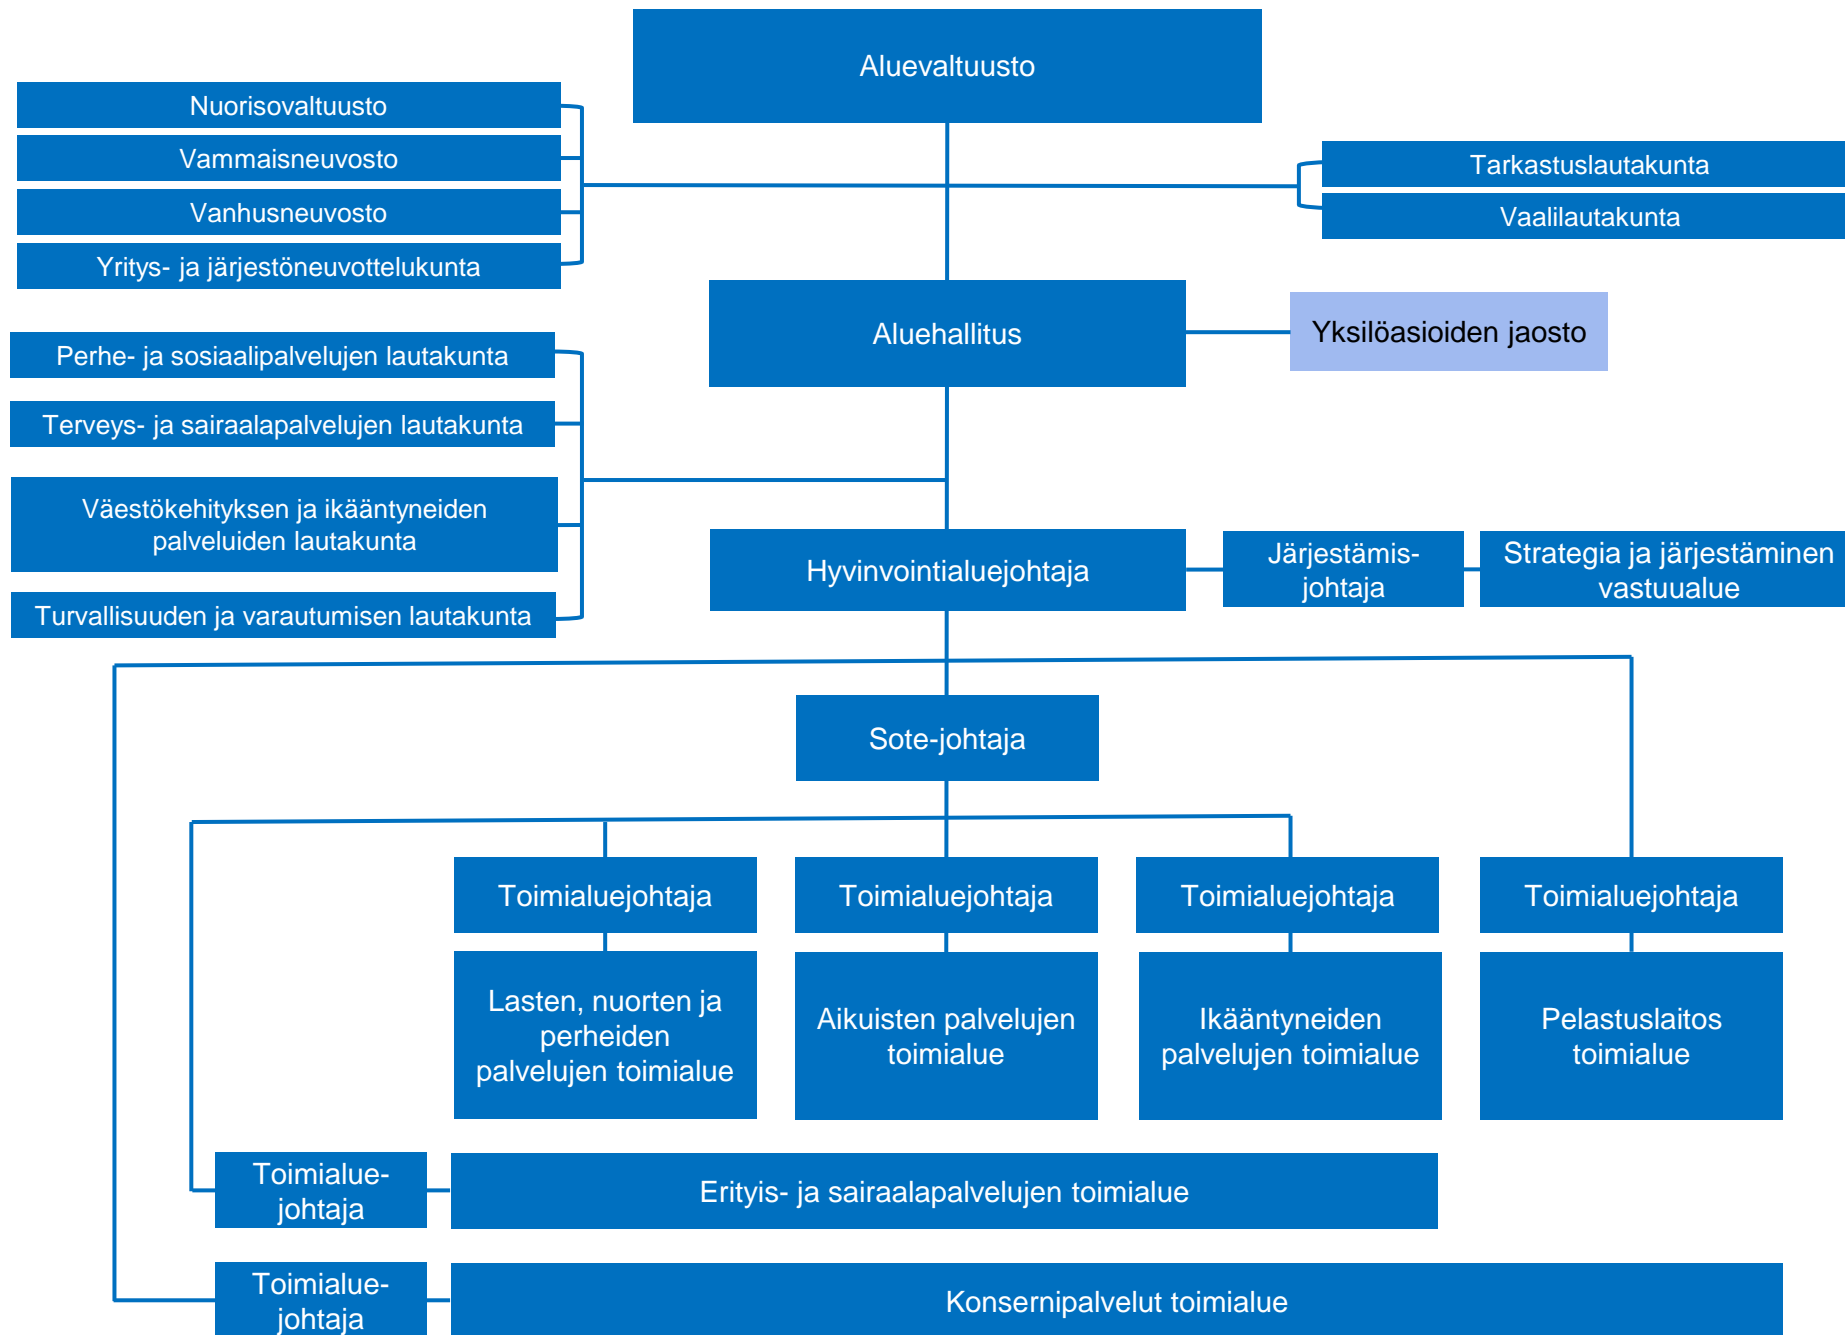 Aluevaltuusto
Nuorisovaltuusto
Vammaisneuvosto
Vanhusneuvosto
Yritys- ja järjestöneuvottelukunta
Tarkastuslautakunta
Vaalilautakunta
Aluehallitus
Yksilöasioiden jaosto
Perhe- ja sosiaalipalvelujen lautakunta
Terveys- ja sairaalapalvelujen lautakunta
Väestökehityksen ja ikääntyneiden
palveluiden lautakunta
Turvallisuuden ja varautumisen lautakunta
Hyvinvointialuejohtaja
Järjestämis-
johtaja
Strategia ja järjestäminen
vastuualue
Sote-johtaja
Toimialuejohtaja
Toimialuejohtaja
Toimialuejohtaja
Toimialuejohtaja
Lasten, nuorten ja
perheiden
palvelujen toimialue
Aikuisten palvelujen
toimialue
Ikääntyneiden
palvelujen toimialue
Pelastuslaitos
toimialue
Toimialue-
johtaja
Erityis- ja sairaalapalvelujen toimialue
Toimialue-
johtaja
Konsernipalvelut toimialue